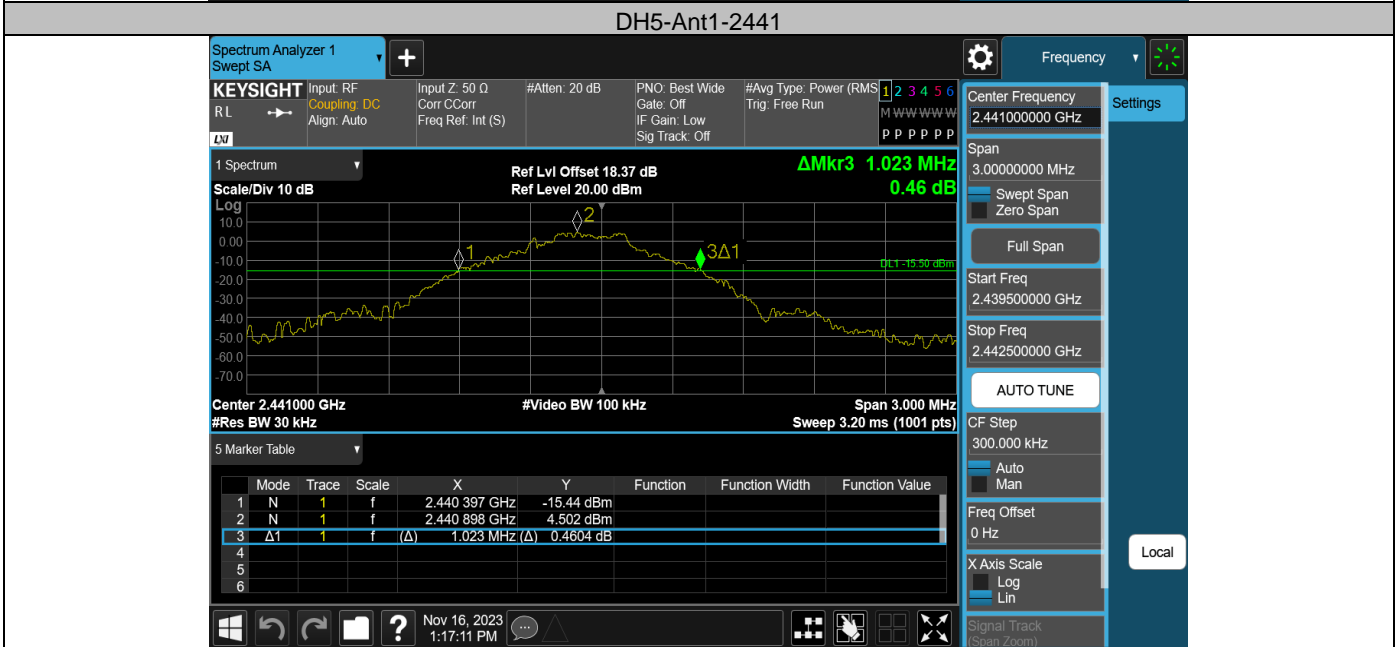 DH5-Ant1-2441
Spectrum Analyzer 1
Swept SA
Frequency
KEYSIGHT
RL
LXI
Input: RF
Coupling: DC
Align: Auto
Input Z: 50 Ω
Corr CCorr
Freq Ref: Int (S)
#Atten: 20 dB
PNO: Best Wide
Gate: Off
IF Gain: Low
Sig Track: Off
#Avg Type: Power (RMS
Trig: Free Run
1 2 3 4 5 6
M W W W W W
P P P P P P
1 Spectrum
Scale/Div 10 dB
Ref Lvl Offset 18.37 dB
Ref Level 20.00 dBm
ΔMkr3 1.023 MHz
0.46 dB
Log
10.0
0.00
-10.0
-20.0
-30.0
-40.0
-50.0
-60.0
-70.0
1
2
3Δ1
DL1 -15.50 dBm
Center 2.441000 GHz
#Video BW 100 kHz
Span 3.000 MHz
#Res BW 30 kHz
Sweep 3.20 ms (1001 pts)
5 Marker Table
Mode Trace Scale X Y Function Function Width Function Value
1 N 1 f 2.440 397 GHz -15.44 dBm
2 N 1 f 2.440 898 GHz 4.502 dBm
3 Δ1 1 f (Δ) 1.023 MHz (Δ) 0.4604 dB
4
5
6
Nov 16, 2023
1:17:11 PM
Center Frequency
2.441000000 GHz
Settings
Span
3.00000000 MHz
Swept Span
Zero Span
Full Span
Start Freq
2.439500000 GHz
Stop Freq
2.442500000 GHz
AUTO TUNE
CF Step
300.000 kHz
Auto
Man
Freq Offset
0 Hz
X Axis Scale
Log
Lin
Local
Signal Track
(Span Zoom)